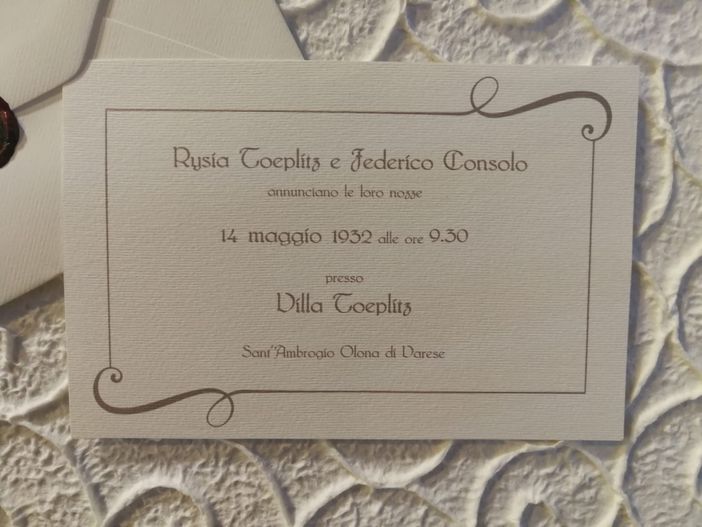 Rysia Toeplitz e Federico Consolo
annunciano le loro nozze
14 maggio 1932 alle ore 9.30
presso
Villa Toeplitz
Sant'Ambrogio Olona di Varese